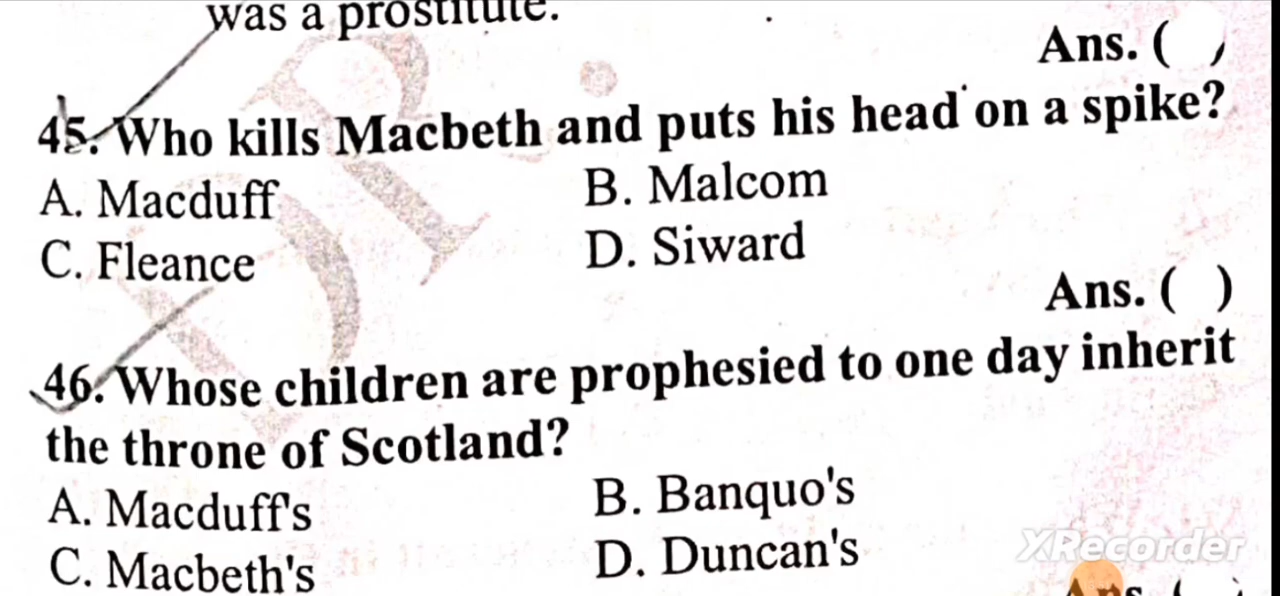 was a prostitute.
Ans. (
45. Who kills Macbeth and puts his head on a spike?
A. Macduff B. Malcom
C. Fleance D. Siward
Ans. ( )
46. Whose children are prophesied to one day inherit
the throne of Scotland?
A. Macduff's B. Banquo's
C. Macbeth's D. Duncan's
XRecorder
Ans. (